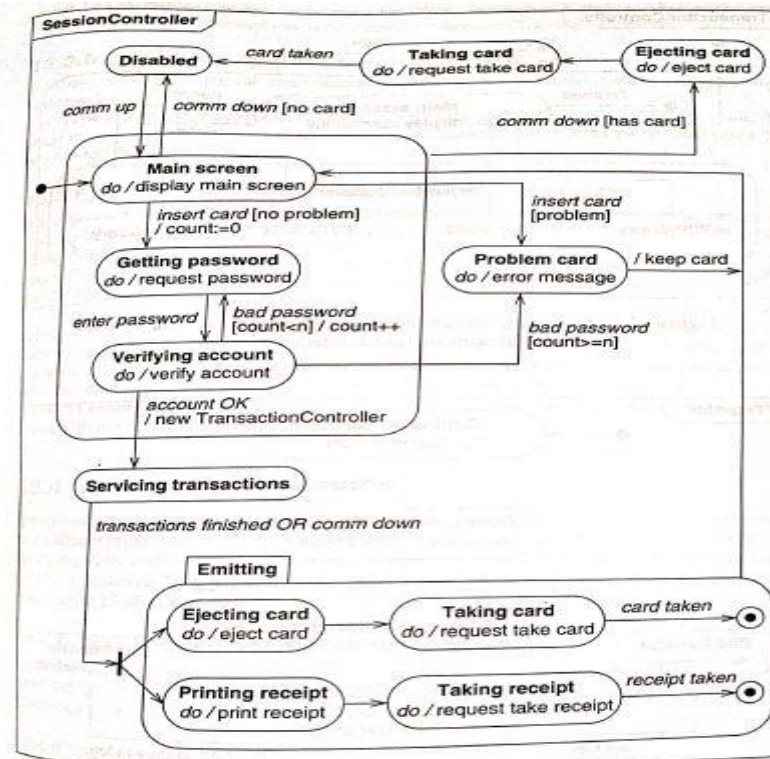 SessionController
Disabled
card taken
Taking card
do / request take card
Ejecting card
do / eject card
comm up
comm down [no card]
comm down [has card]
Main screen
do / display main screen
insert card [no problem]
/ count:=0
insert card
[problem]
Getting password
do / request password
Problem card
do / error message
/ keep card
enter password
bad password
[count<n] / count++
bad password
[count>=n]
Verifying account
do / verify account
account OK
/ new TransactionController
Servicing transactions
transactions finished OR comm down
Emitting
Ejecting card
do / eject card
Taking card
do / request take card
card taken
Printing receipt
do / print receipt
Taking receipt
do / request take receipt
receipt taken